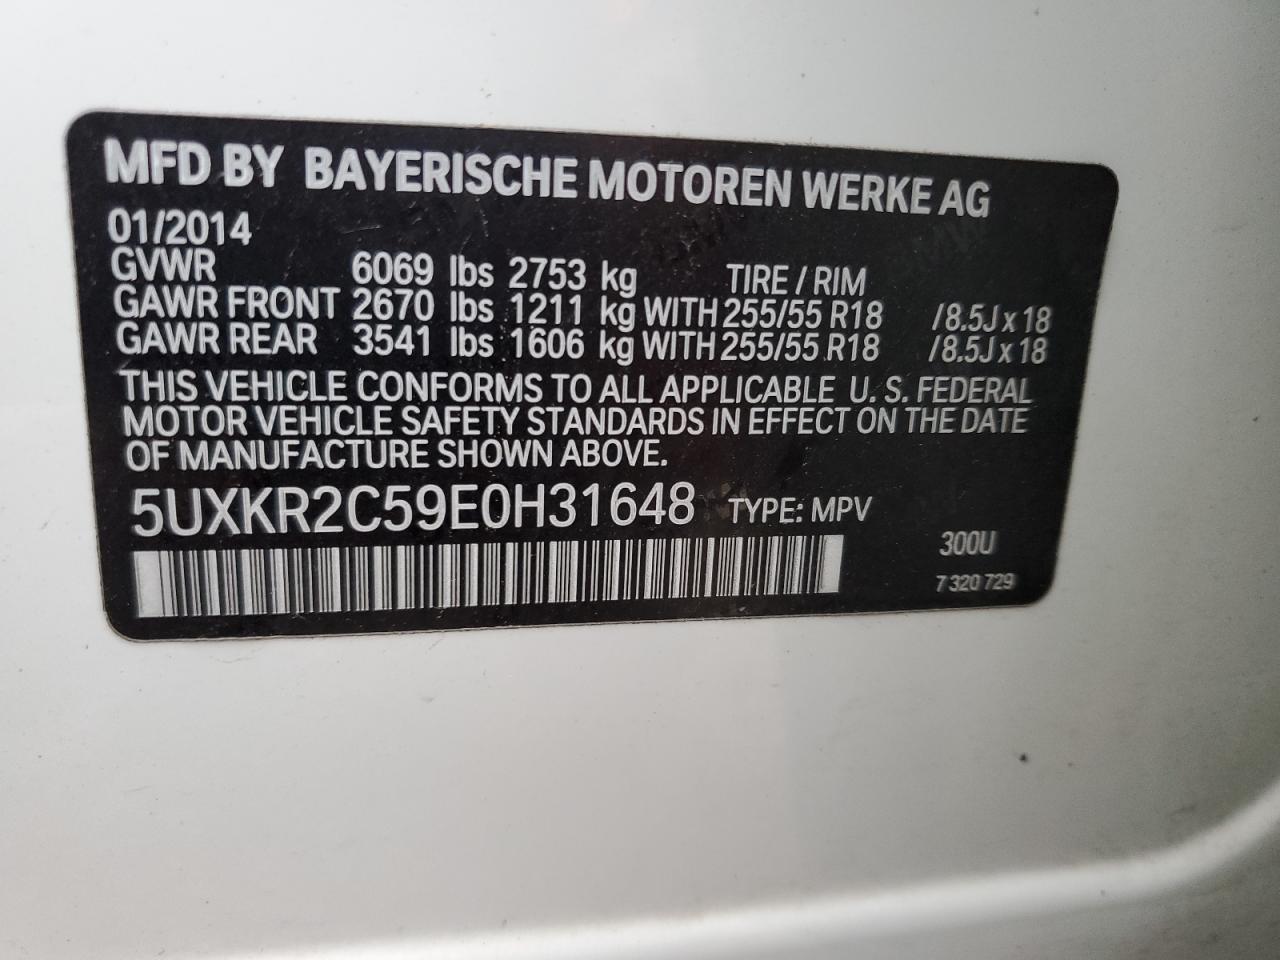 MFD BY BAYERISCHE MOTOREN WERKE AG
01/2014
GVWR 6069 lbs 2753 kg TIRE / RIM
GAWR FRONT 2670 lbs 1211 kg WITH 255/55 R18 /8.5J x 18
GAWR REAR 3541 lbs 1606 kg WITH 255/55 R18 /8.5J x 18
THIS VEHICLE CONFORMS TO ALL APPLICABLE U. S. FEDERAL
MOTOR VEHICLE SAFETY STANDARDS IN EFFECT ON THE DATE
OF MANUFACTURE SHOWN ABOVE.
5UXKR2C59E0H31648 TYPE: MPV
300U
7 320 729